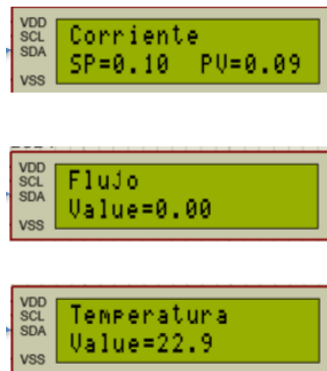 VDD
SCL
SDA
VSS
Corriente
SP=0.10 PV=0.09
VDD
SCL
SDA
VSS
Flujo
Value=0.00
VDD
SCL
SDA
VSS
Temperatura
Value=22.9